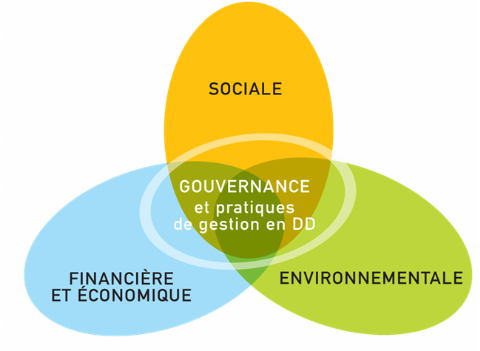 SOCIALE
GOUVERNANCE
et pratiques
de gestion en DD
FINANCIÈRE
ET ÉCONOMIQUE
ENVIRONNEMENTALE